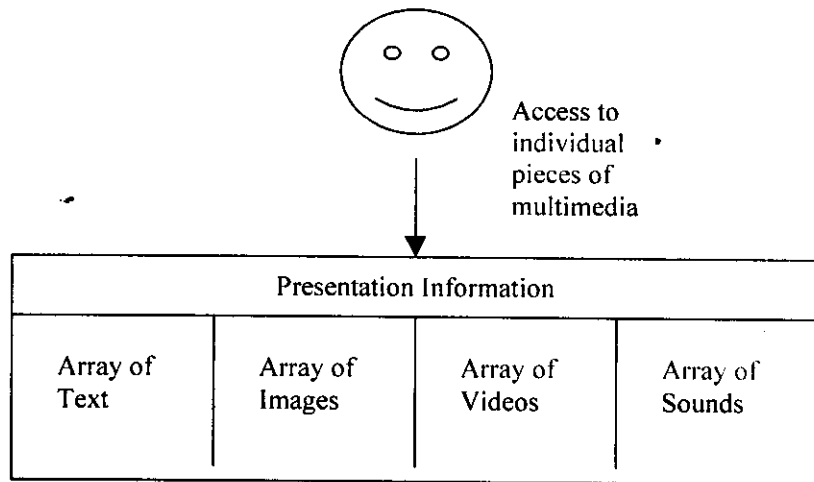 Access to
individual
pieces of
multimedia
Presentation Information
Array of
Text
Array of
Images
Array of
Videos
Array of
Sounds